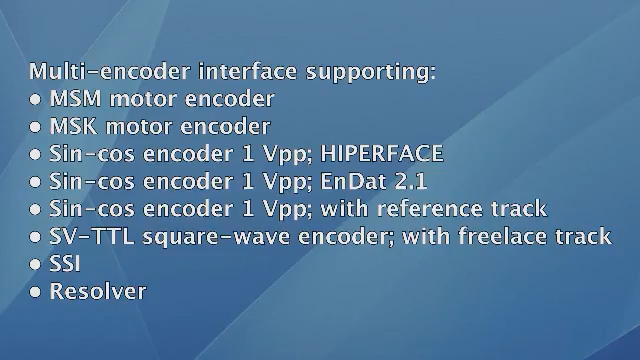 Multi-encoder interface supporting:
● MSM motor encoder
● MSK motor encoder
● Sin-cos encoder 1 Vpp; HIPERFACE
● Sin-cos encoder 1 Vpp; EnDat 2.1
● Sin-cos encoder 1 Vpp; with reference track
● SV-TTL square-wave encoder; with freelace track
● SSI
● Resolver